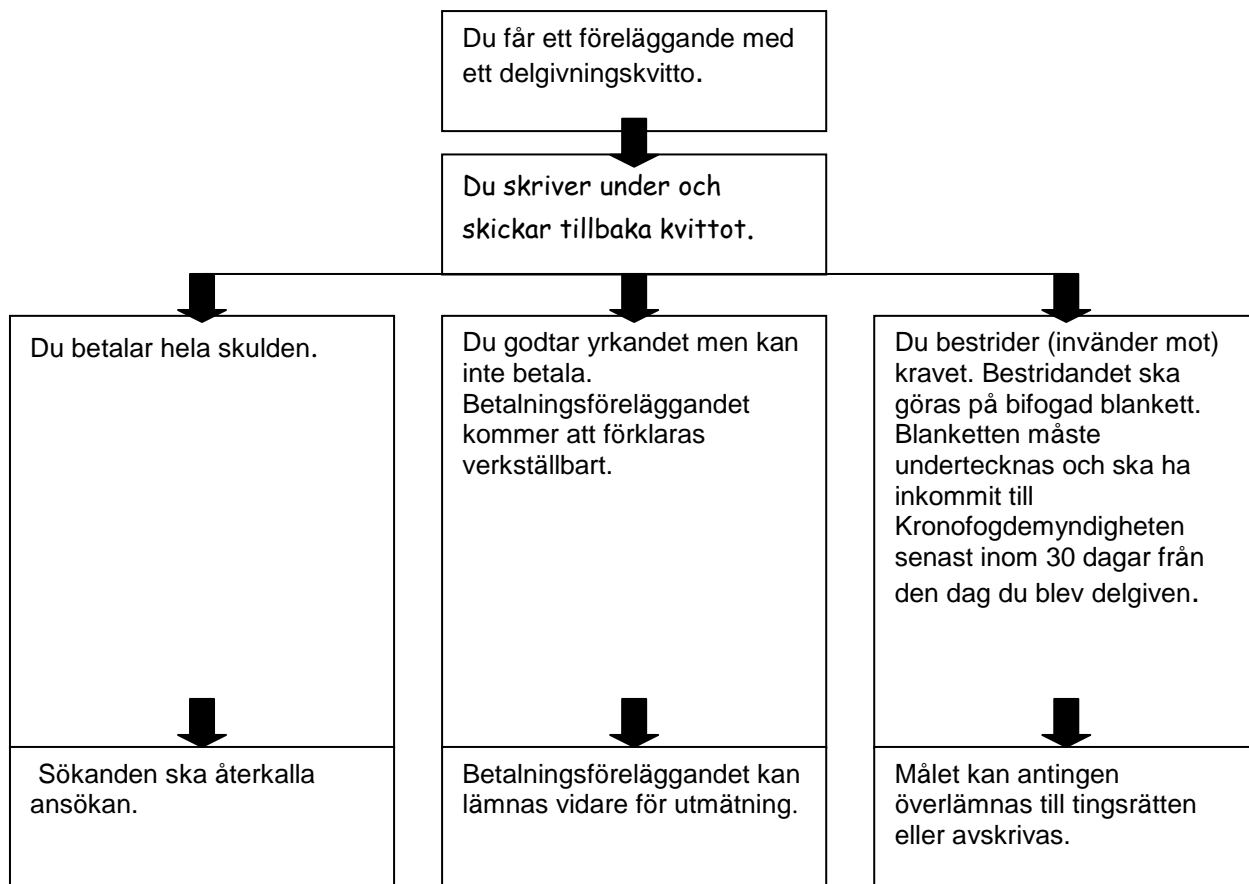 Du får ett föreläggande med
ett delgivningskvitto.
Du skriver under och
skickar tillbaka kvittot.
Du betalar hela skulden.
Du godtar yrkandet men kan
inte betala.
Betalningsföreläggandet
kommer att förklaras
verkställbart.
Du bestrider (invänder mot)
kravet. Bestridandet ska
göras på bifogad blankett.
Blanketten måste
undertecknas och ska ha
inkommit till
Kronofogdemyndigheten
senast inom 30 dagar från
den dag du blev delgiven.
Sökanden ska återkalla
ansökan.
Betalningsföreläggandet kan
lämnas vidare för utmätning.
Målet kan antingen
överlämnas till tingsrätten
eller avskrivas.